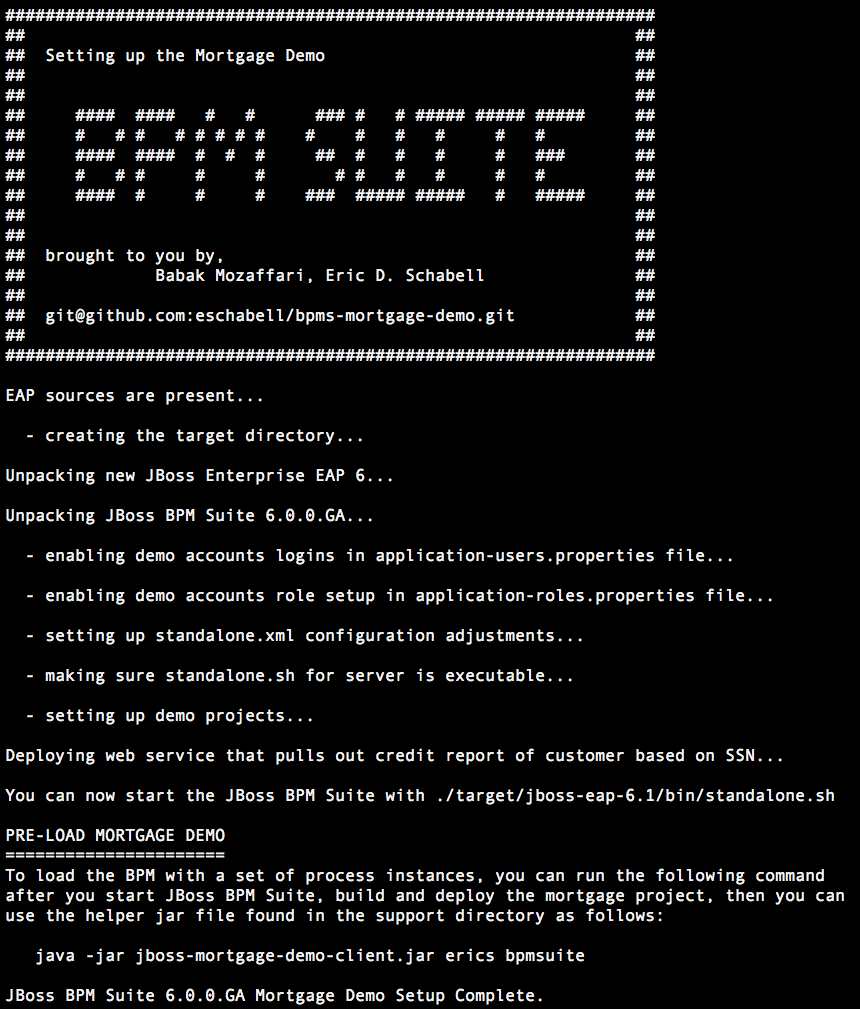 #################################################################
##                                                             ##
##  Setting up the Mortgage Demo                               ##
##                                                             ##
##                                                             ##
##     ####  ####   #   #      ### #   # ##### ##### #####     ##
##     #   # #   # # # # #    #    #   #   #     #   #         ##
##     ####  ####  #  #  #     ##  #   #   #     #   ###       ##
##     #   # #     #     #       # #   #   #     #   #         ##
##     ####  #     #     #    ###  ##### #####   #   #####     ##
##                                                             ##
##                                                             ##
##  brought to you by,                                         ##
##             Babak Mozaffari, Eric D. Schabell               ##
##                                                             ##
##  git@github.com:eschabell/bpms-mortgage-demo.git            ##
##                                                             ##
#################################################################
EAP sources are present...
  - creating the target directory...
Unpacking new JBoss Enterprise EAP 6...
Unpacking JBoss BPM Suite 6.0.0.GA...
  - enabling demo accounts logins in application-users.properties file...
  - enabling demo accounts role setup in application-roles.properties file...
  - setting up standalone.xml configuration adjustments...
  - making sure standalone.sh for server is executable...
  - setting up demo projects...
Deploying web service that pulls out credit report of customer based on SSN...
You can now start the JBoss BPM Suite with ./target/jboss-eap-6.1/bin/standalone.sh
PRE-LOAD MORTGAGE DEMO
======================
To load the BPM with a set of process instances, you can run the following command
after you start JBoss BPM Suite, build and deploy the mortgage project, then you can
use the helper jar file found in the support directory as follows:
   java -jar jboss-mortgage-demo-client.jar erics bpmsuite
JBoss BPM Suite 6.0.0.GA Mortgage Demo Setup Complete.